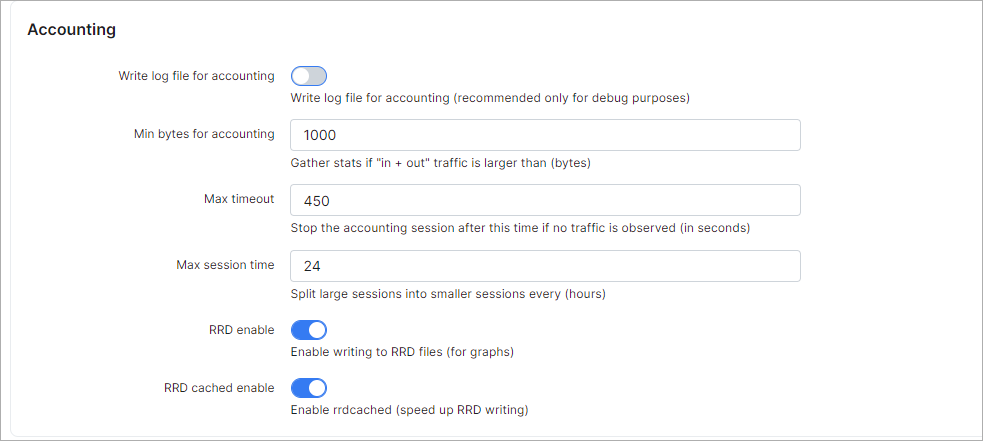 Accounting
Write log file for accounting
Write log file for accounting (recommended only for debug purposes)
Min bytes for accounting
1000
Gather stats if "in + out" traffic is larger than (bytes)
Max timeout
450
Stop the accounting session after this time if no traffic is observed (in seconds)
Max session time
24
Split large sessions into smaller sessions every (hours)
RRD enable
Enable writing to RRD files (for graphs)
RRD cached enable
Enable rrdcached (speed up RRD writing)